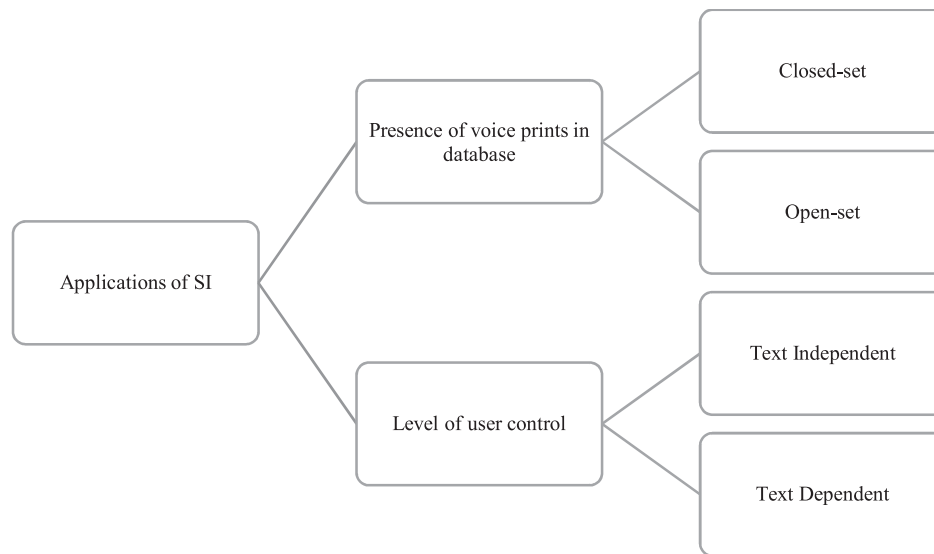 Closed-set
Presence of voice prints in
database
Open-set
Applications of SI
Text Independent
Level of user control
Text Dependent